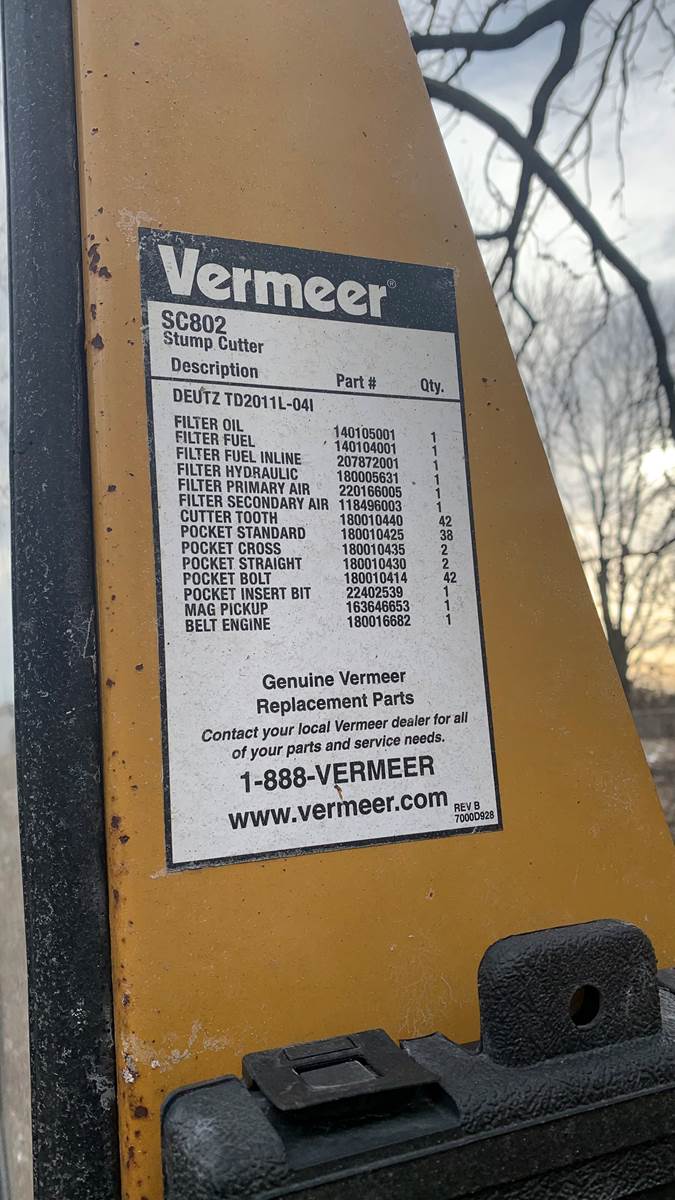 Vermeer®
SC802
Stump Cutter
Description Part # Qty.
DEUTZ TD2011L-04I
FILTER OIL 140105001 1
FILTER FUEL 140104001 1
FILTER FUEL INLINE 207872001 1
FILTER HYDRAULIC 180005631 1
FILTER PRIMARY AIR 220166005 1
FILTER SECONDARY AIR 118496003 1
CUTTER TOOTH 180010440 42
POCKET STANDARD 180010425 38
POCKET CROSS 180010435 2
POCKET STRAIGHT 180010430 2
POCKET BOLT 180010414 42
POCKET INSERT BIT 22402539 1
MAG PICKUP 163646653 1
BELT ENGINE 180016682 1
Genuine Vermeer
Replacement Parts
Contact your local Vermeer dealer for all
of your parts and service needs.
1-888-VERMEER
www.vermeer.com
REV B
7000D928